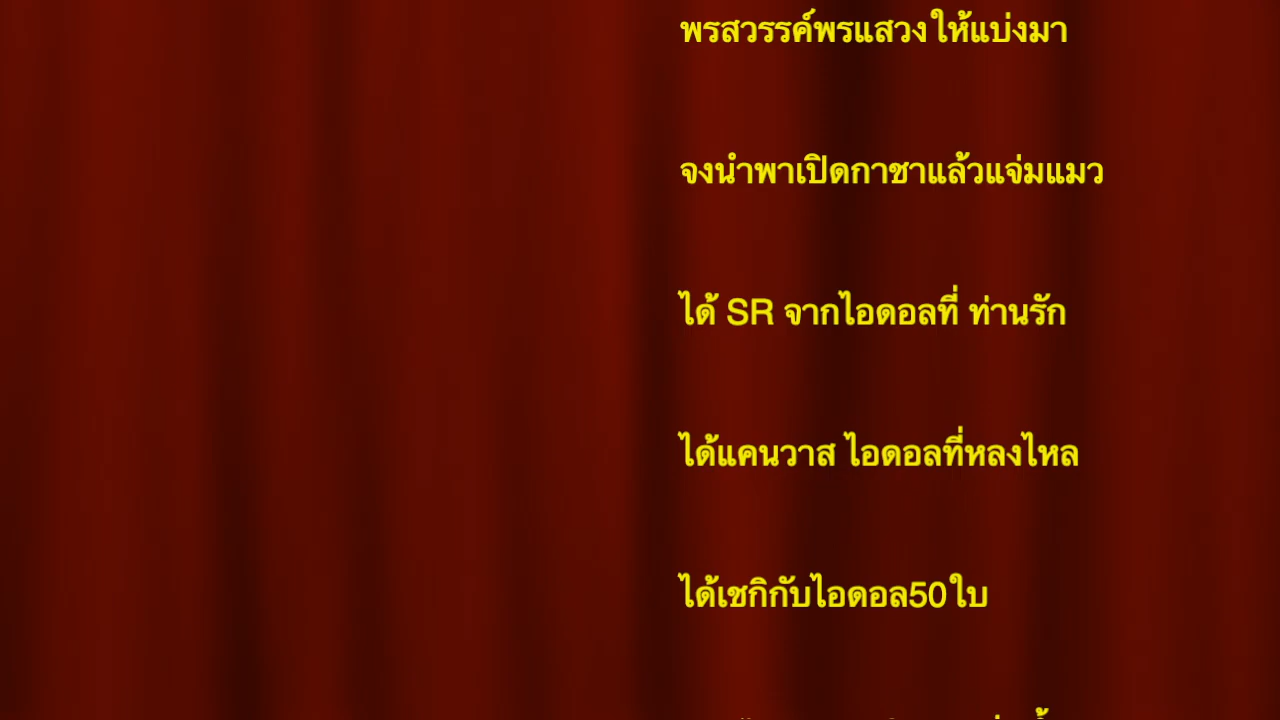 พรสวรรค์พรแสวง ให้แบ่งมา
จงนำพาเปิดกาชาแล้วแจ่มแมว
ได้ SR จากไอดอลที่ ท่านรัก
ได้แคนวาส ไอดอลที่หลงไหล
ได้เชกิกับไอดอล50 ใบ